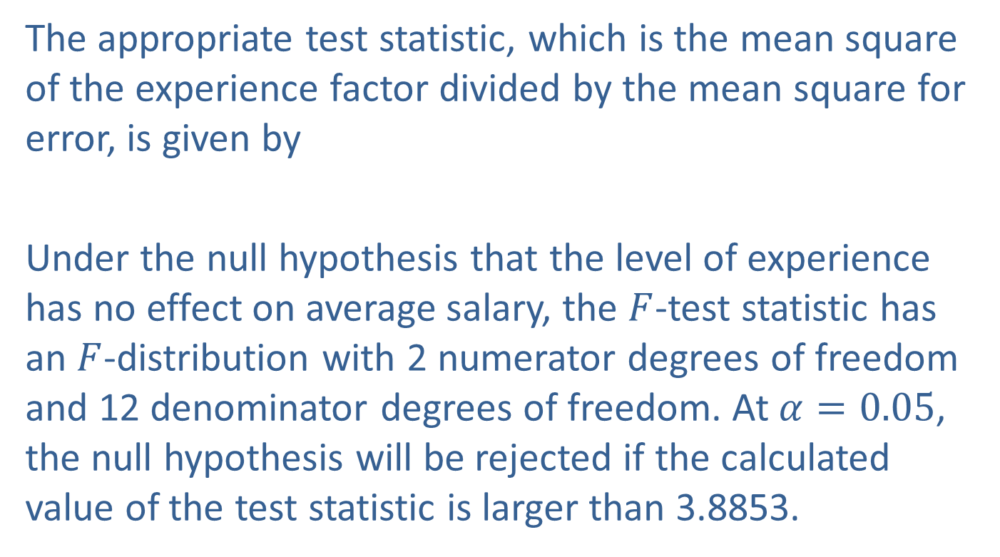 The appropriate test statistic, which is the mean square
of the experience factor divided by the mean square for
error, is given by
Under the null hypothesis that the level of experience
has no effect on average salary, the F-test statistic has
an F-distribution with 2 numerator degrees of freedom
and 12 denominator degrees of freedom. At α = 0.05,
the null hypothesis will be rejected if the calculated
value of the test statistic is larger than 3.8853.